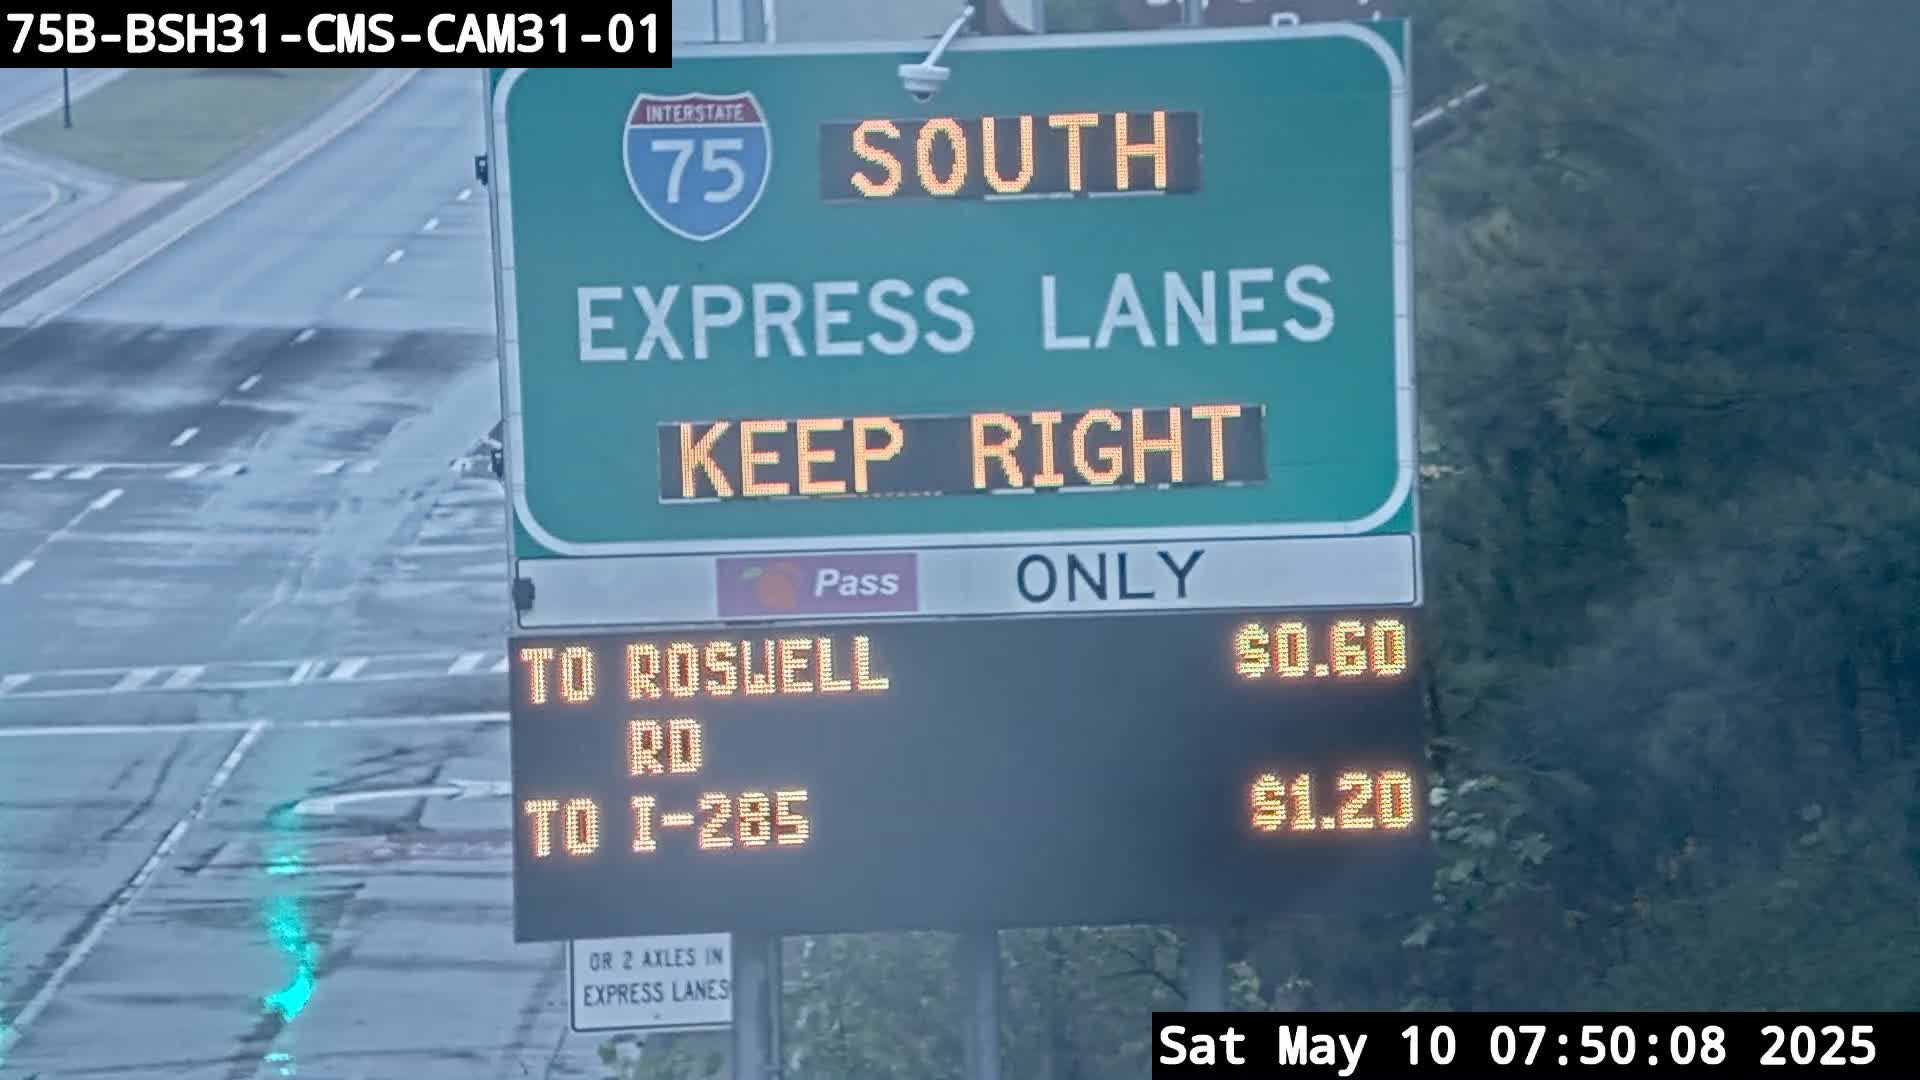 75B-BSH31-CMS-CAM31-01
INTERSTATE
75
SOUTH
EXPRESS LANES
KEEP RIGHT
Pass ONLY
TO ROSWELL $0.60
RD
TO I-285 $1.20
OR 2 AXLES IN
EXPRESS LANES
Sat May 10 07:50:08 2025